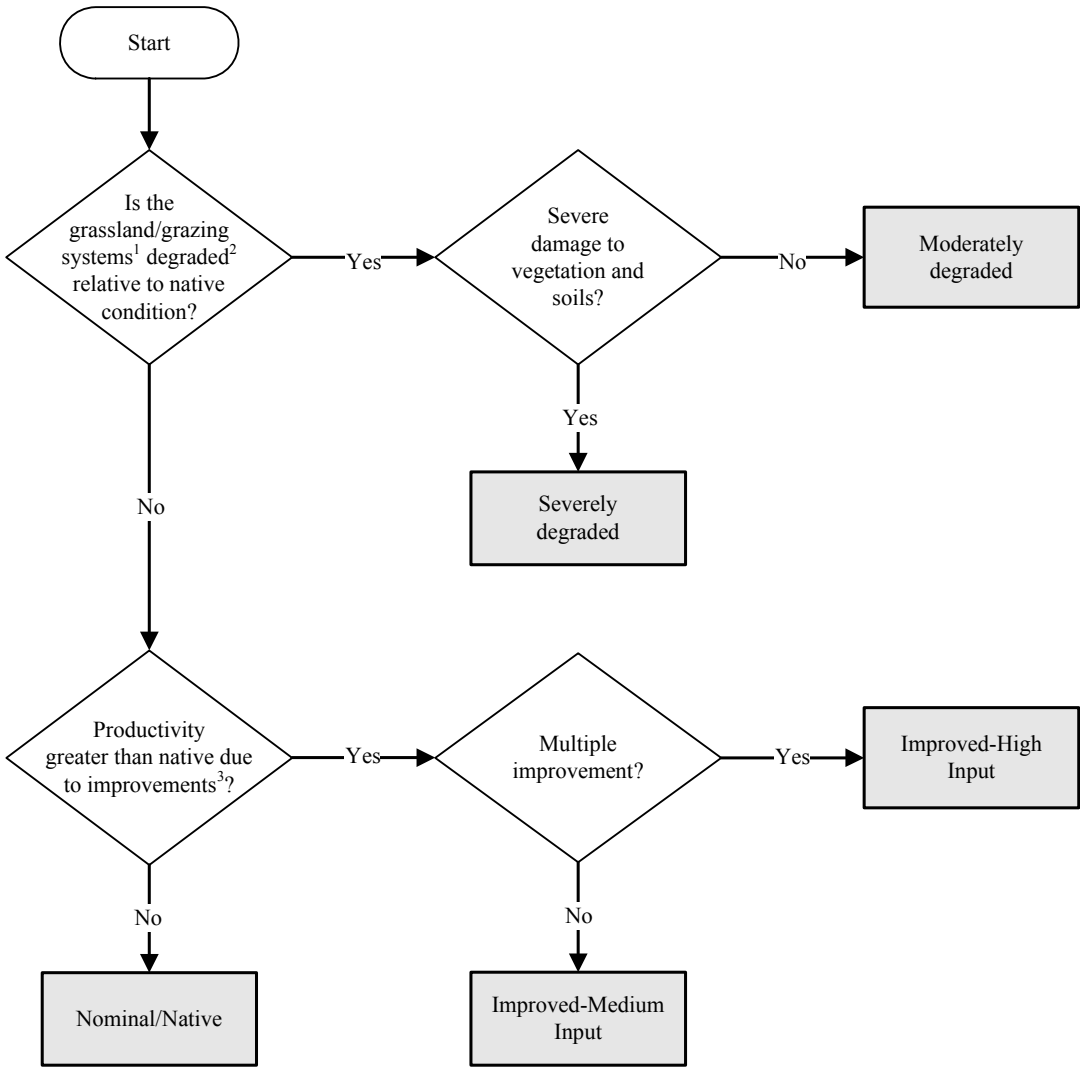 Start
Is the
grassland/grazing
systems¹ degraded²
relative to native
condition?
Yes
Severe
damage to
vegetation and
soils?
No
Moderately
degraded
Yes
Severely
degraded
No
Productivity
greater than native due
to improvements³?
Yes
Multiple
improvement?
Yes
Improved-High
Input
No
Nominal/Native
No
Improved-Medium
Input